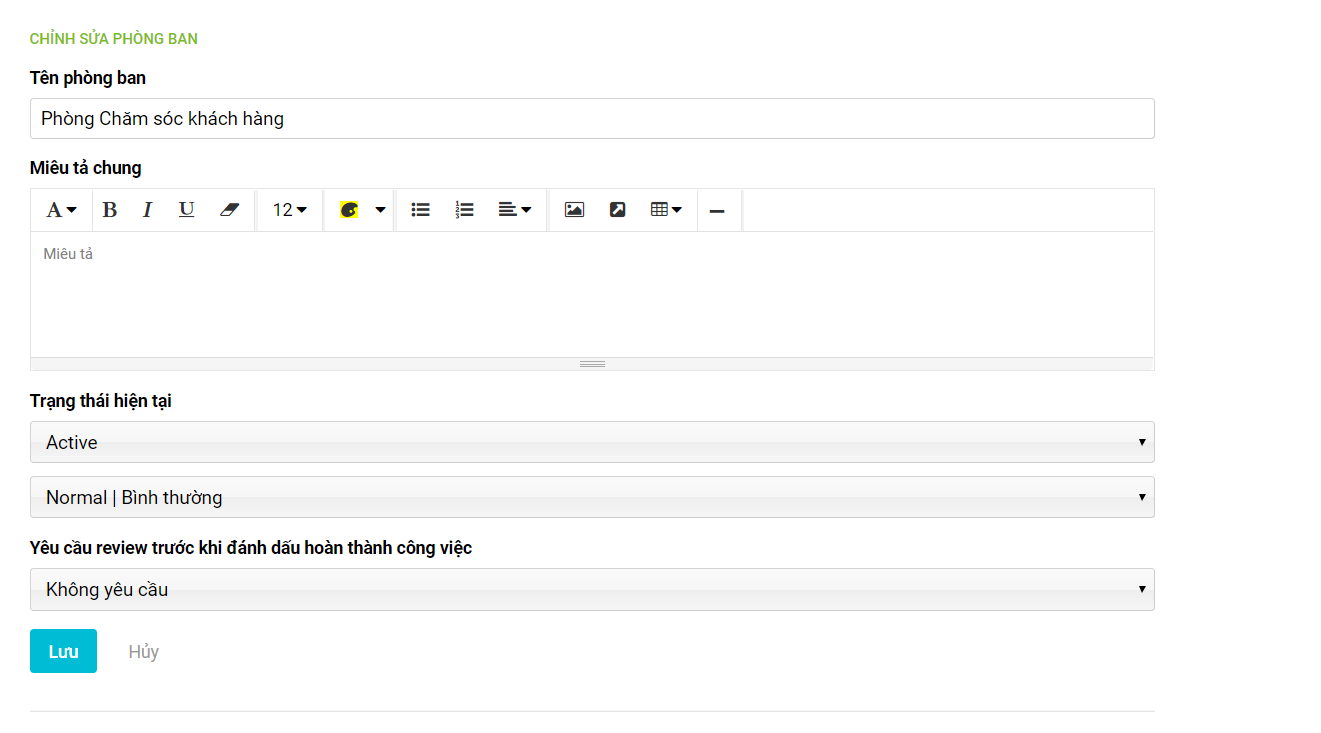 CHỈNH SỬA PHÒNG BAN
Tên phòng ban
Phòng Chăm sóc khách hàng
Miêu tả chung
A B I U 12
Miêu tả
Trạng thái hiện tại
Active
Normal | Bình thường
Yêu cầu review trước khi đánh dấu hoàn thành công việc
Không yêu cầu
Lưu Hủy